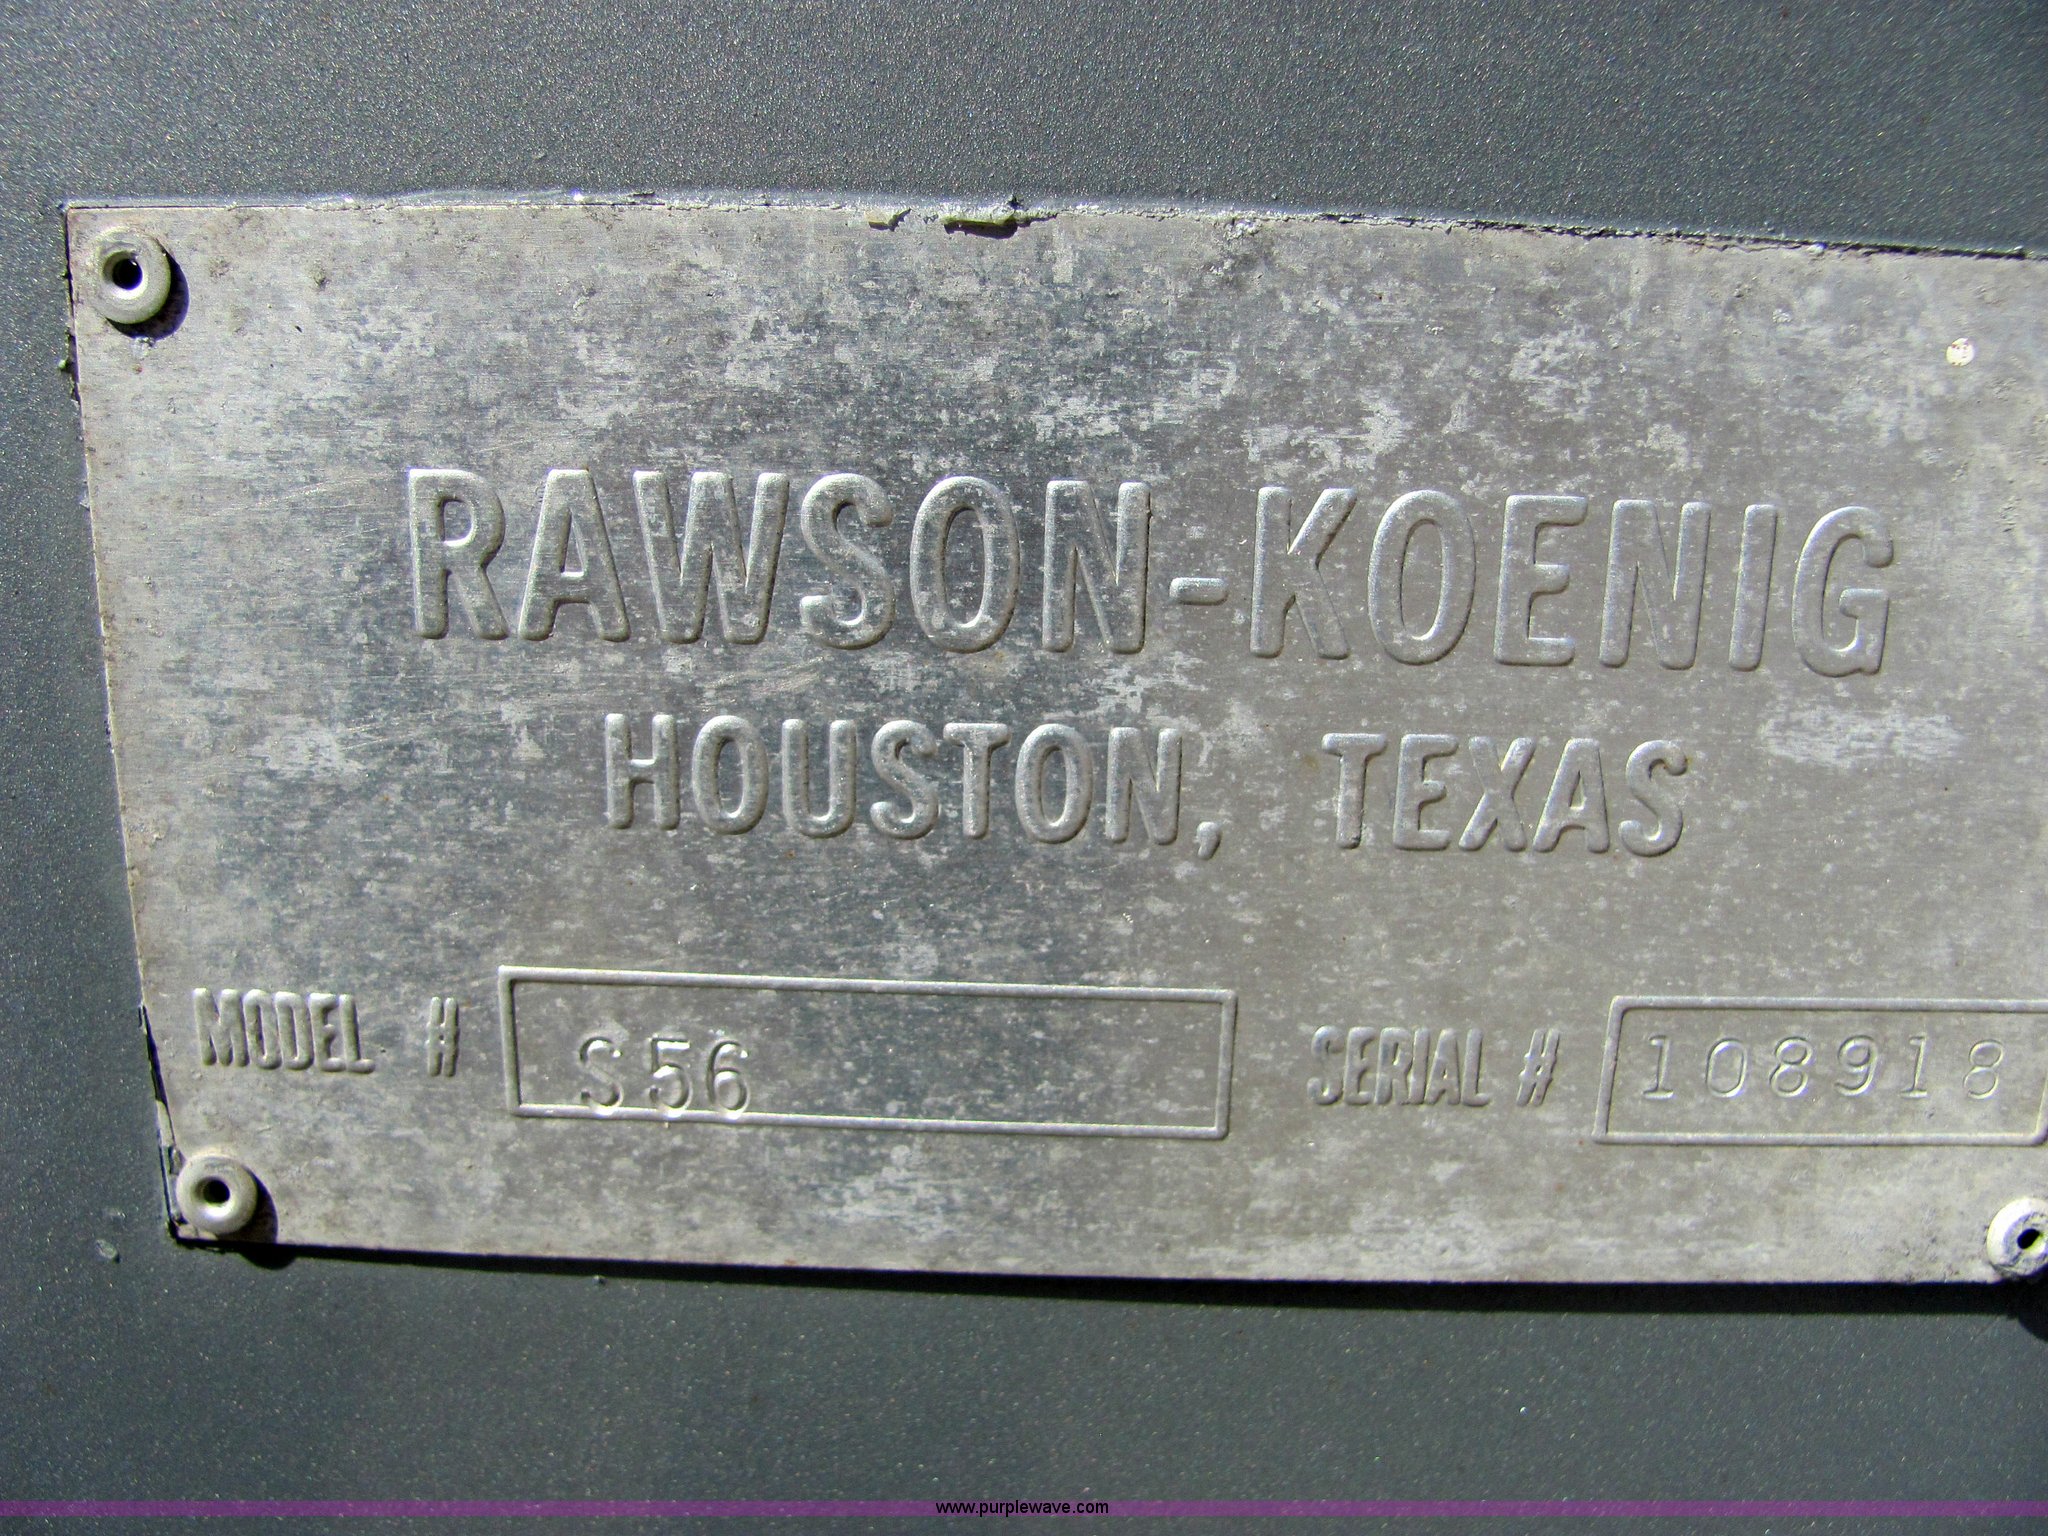 RAWSON-KOENIG
HOUSTON, TEXAS
MODEL # S56 SERIAL # 108918
www.purplewave.com